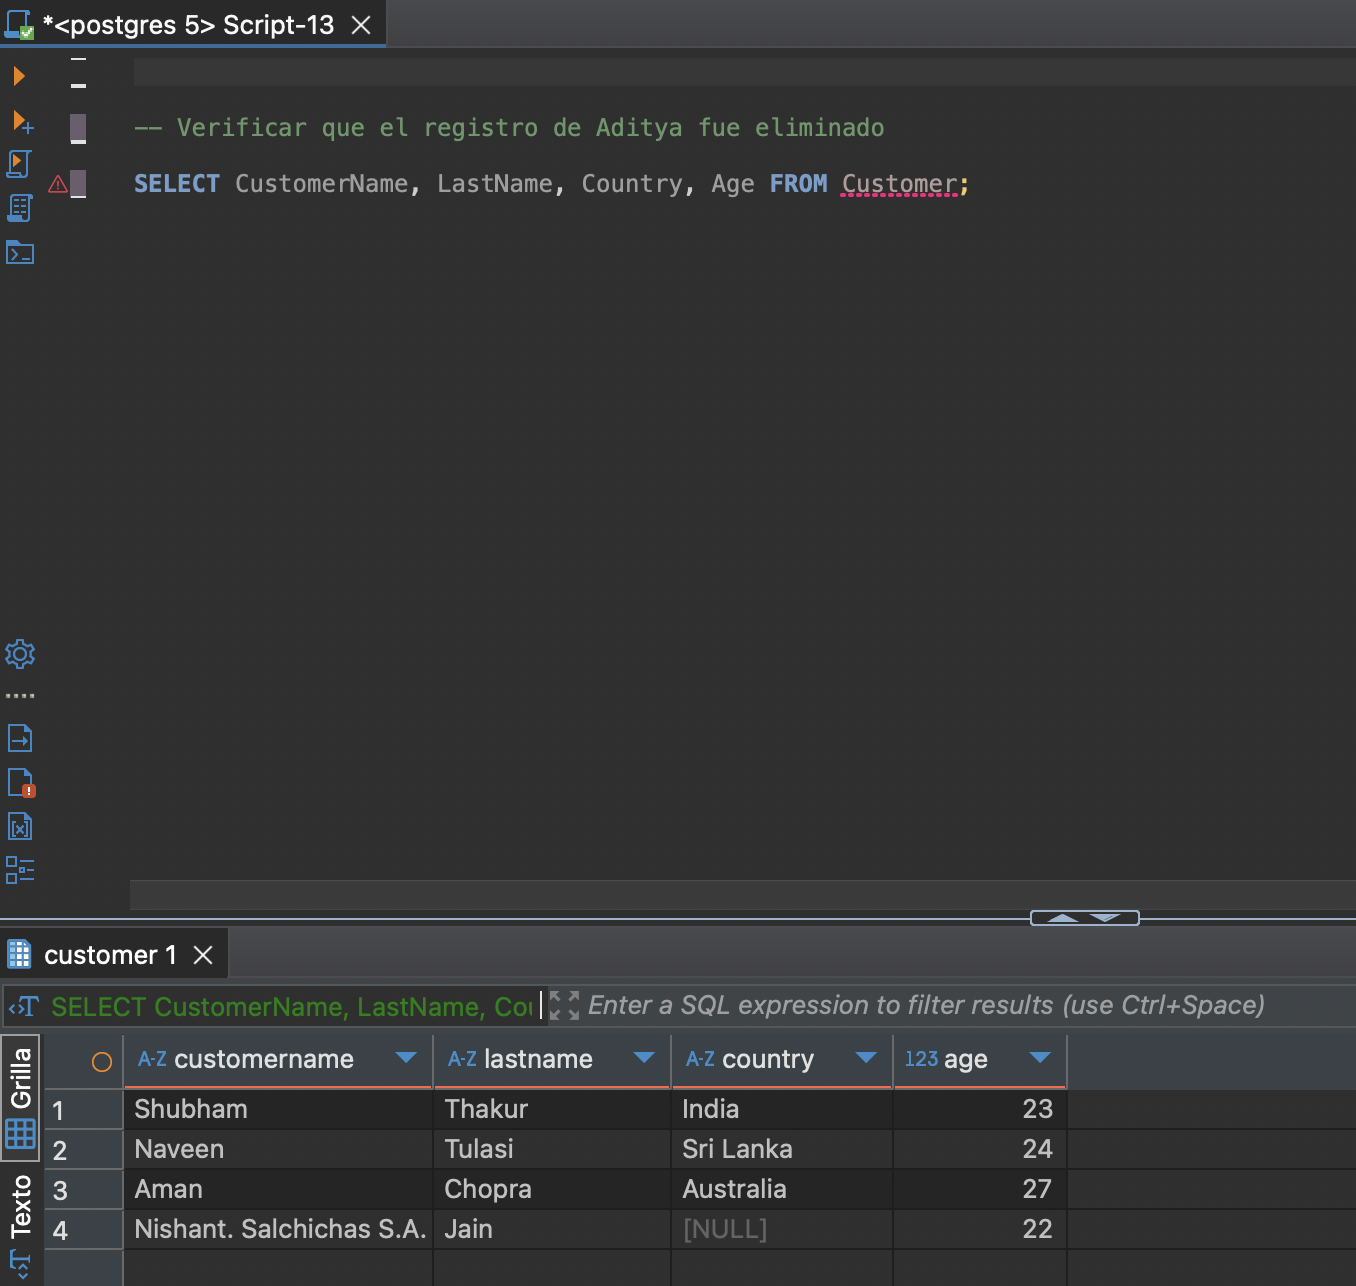 *<postgres 5> Script-13
-- Verificar que el registro de Aditya fue eliminado
SELECT CustomerName, LastName, Country, Age FROM Customer;
customer 1
SELECT CustomerName, LastName, Cou
Enter a SQL expression to filter results (use Ctrl+Space)
Grilla
Texto
A-Z customername A-Z lastname A-Z country 123 age
1 Shubham Thakur India 23
2 Naveen Tulasi Sri Lanka 24
3 Aman Chopra Australia 27
4 Nishant. Salchichas S.A. Jain [NULL] 22